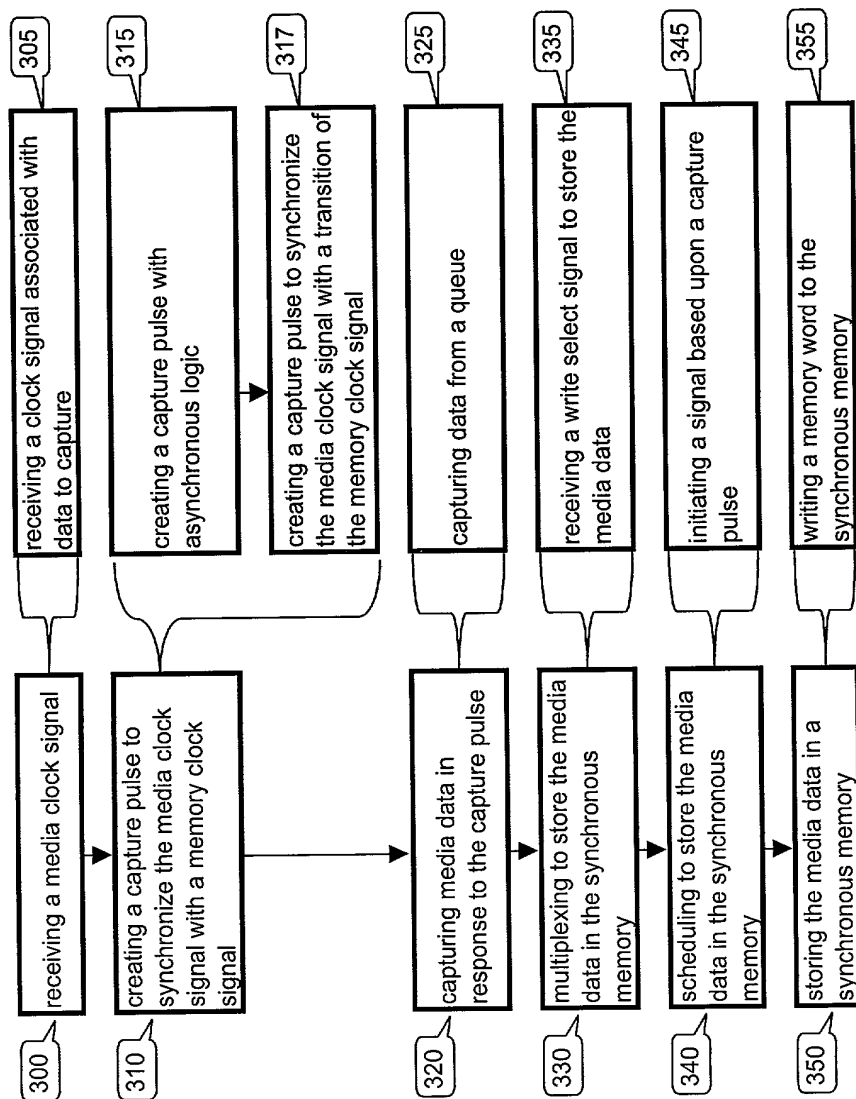 300
receiving a media clock signal
305
receiving a clock signal associated with
data to capture
310
creating a capture pulse to
synchronize the media clock
signal with a memory clock
signal
315
creating a capture pulse with
asynchronous logic
317
creating a capture pulse to synchronize
the media clock signal with a transition of
the memory clock signal
320
capturing media data in
response to the capture pulse
325
capturing data from a queue
330
multiplexing to store the media
data in the synchronous
memory
335
receiving a write select signal to store the
media data
340
scheduling to store the media
data in the synchronous
memory
345
initiating a signal based upon a capture
pulse
350
storing the media data in a
synchronous memory
355
writing a memory word to the
synchronous memory